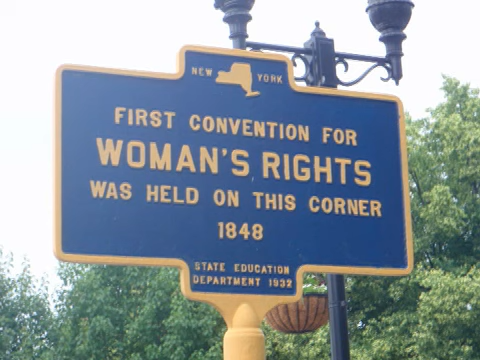 NEW YORK
FIRST CONVENTION FOR
WOMAN'S RIGHTS
WAS HELD ON THIS CORNER
1848
STATE EDUCATION
DEPARTMENT 1932